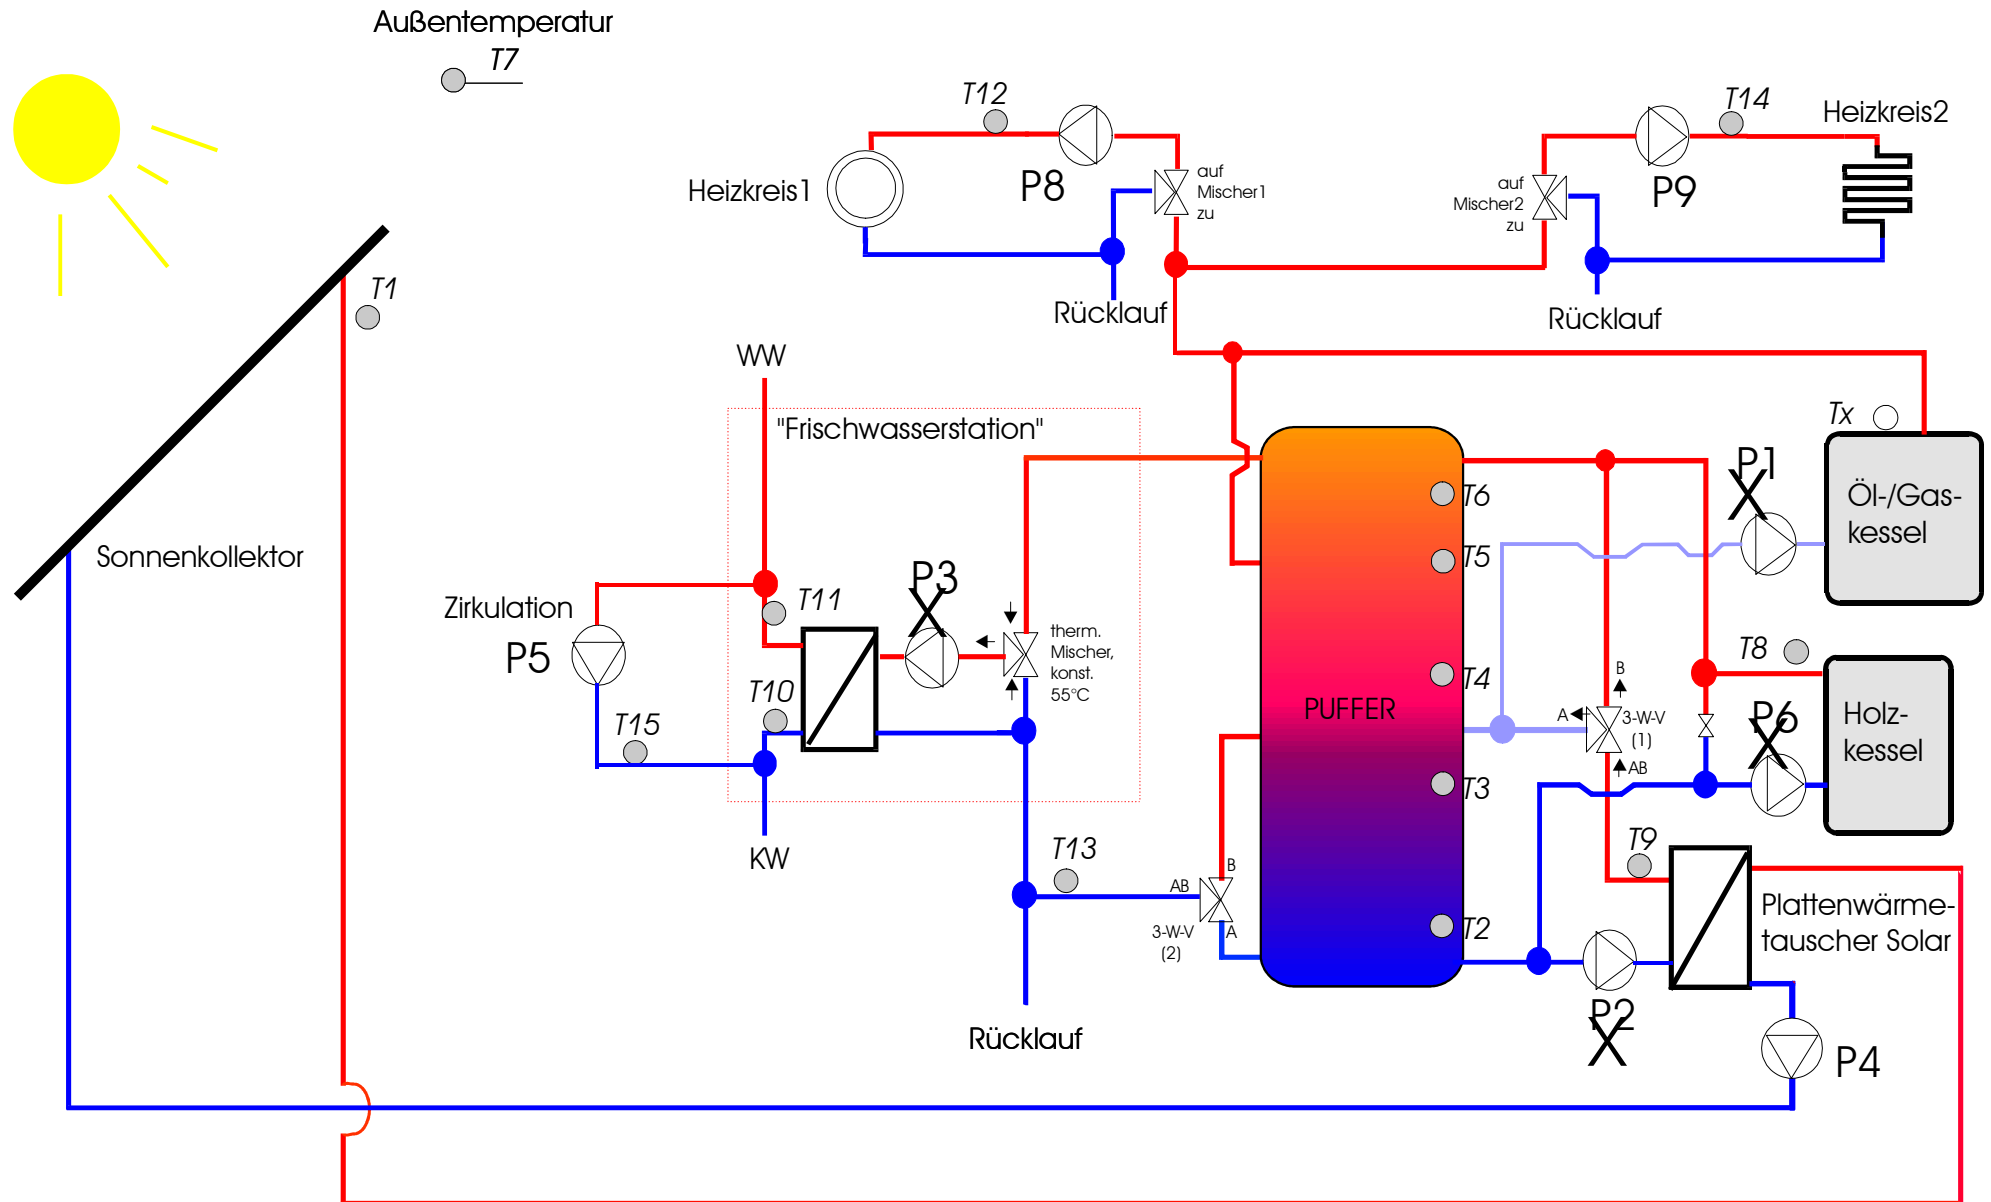 Außentemperatur
T7
T12
T14
Heizkreis2
Heizkreis1
P8
auf
Mischer1
zu
auf
Mischer2
zu
P9
T1
Rücklauf
Rücklauf
WW
"Frischwasserstation"
Tx
P1
Öl-/Gas-
kessel
T6
T5
Sonnenkollektor
Zirkulation
P5
T11
P3
therm.
Mischer,
konst.
55°C
T4
T8
B
A
3-W-V
(1)
AB
T10
T15
PUFFER
P6
Holz-
kessel
T3
KW
T13
T9
B
AB
A
3-W-V
(2)
T2
Plattenwärme-
tauscher Solar
P2
Rücklauf
P4